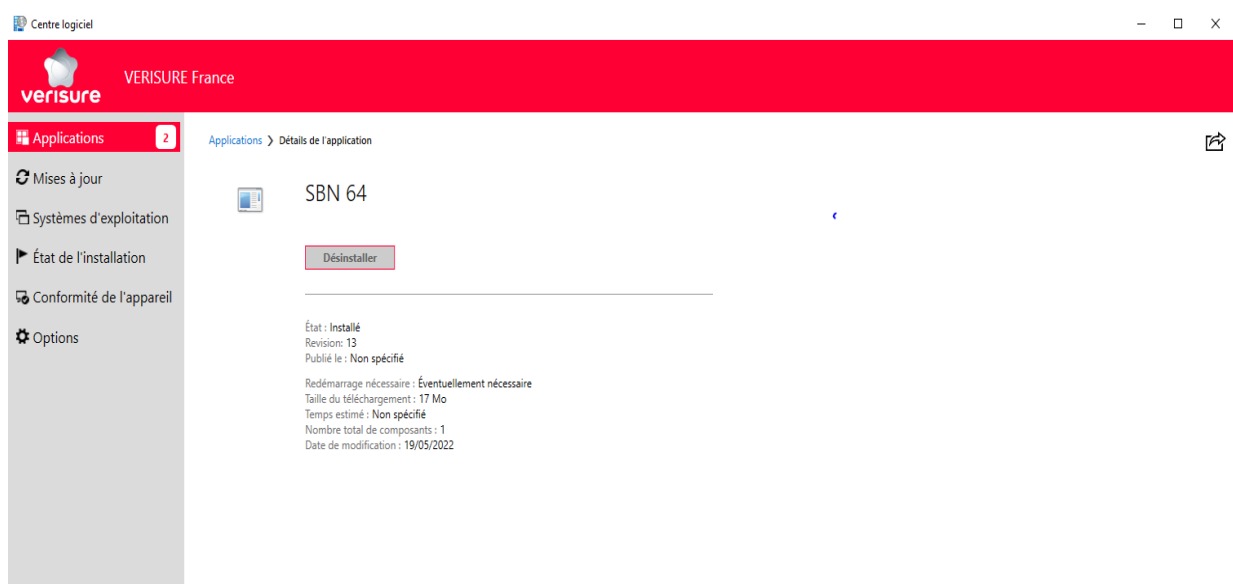 Centre logiciel
verisure
VERISURE France
Applications 2
Mises à jour
Systèmes d'exploitation
État de l'installation
Conformité de l'appareil
Options
Applications ❯ Détails de l'application
SBN 64
Désinstaller
État : Installé
Revision: 13
Publié le : Non spécifié
Redémarrage nécessaire : Éventuellement nécessaire
Taille du téléchargement : 17 Mo
Temps estimé : Non spécifié
Nombre total de composants : 1
Date de modification : 19/05/2022